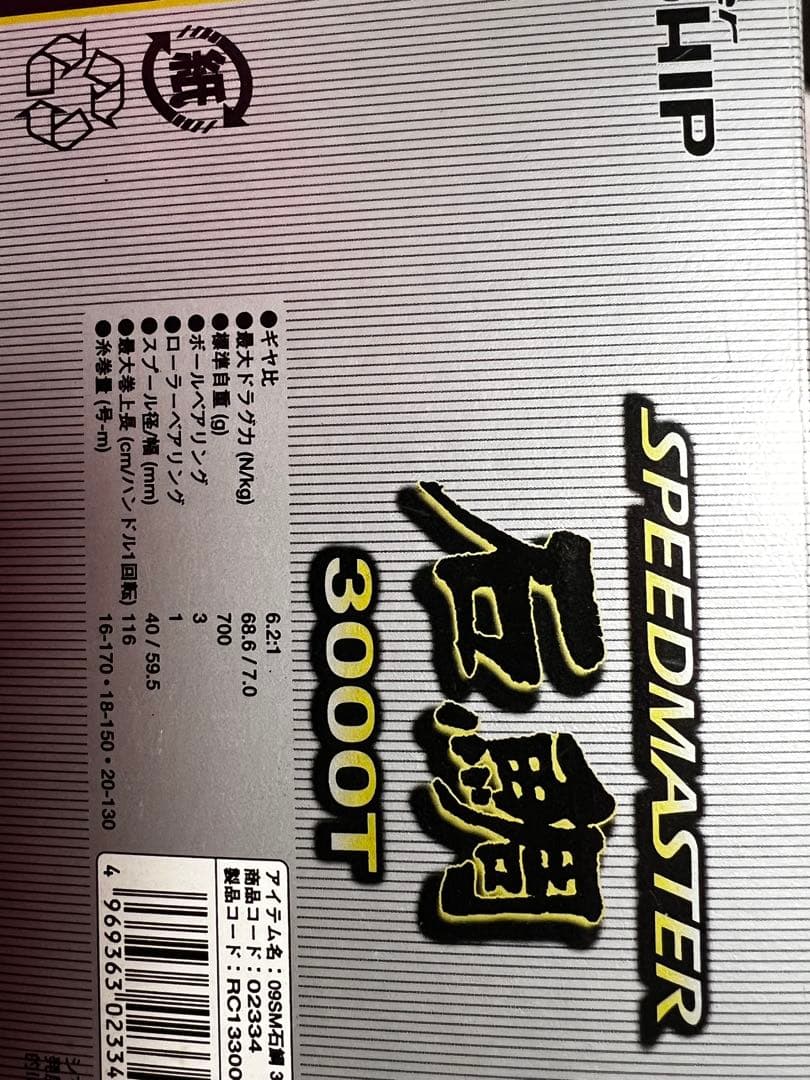 HIP
紙
SPEEDMASTER
石鯛
3000T
●ギヤ比 6.2:1
●最大ドラグ力 (N/kg) 68.6 / 7.0
●標準自重 (g) 700
●ボールベアリング 3
●ローラーベアリング 1
●スプール径/幅 (mm) 40 / 59.5
●最大巻上長 (cm/ハンドル1回転) 116
●糸巻量 (号-m) 16-170・18-150・20-130
アイテム名：09SM石鯛 3
商品コード：02334
製品コード：RC13300
4 969363 02334